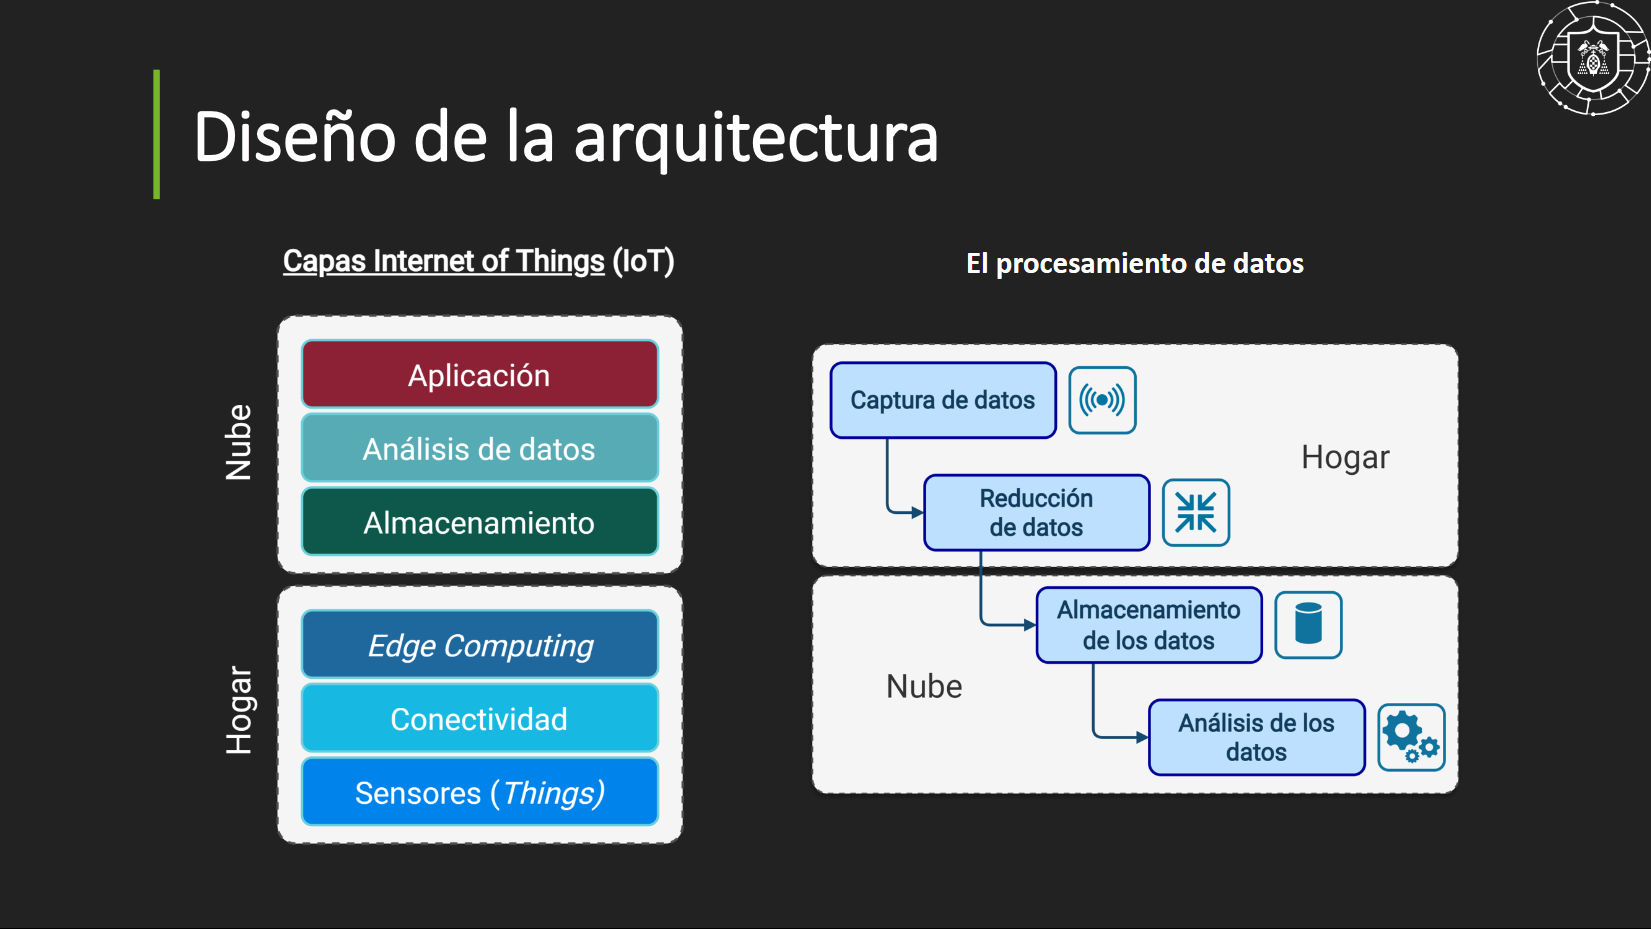 Diseño de la arquitectura
Capas Internet of Things (IoT)
Nube
Aplicación
Análisis de datos
Almacenamiento
Hogar
Edge Computing
Conectividad
Sensores (Things)
El procesamiento de datos
Captura de datos
Hogar
Reducción
de datos
Almacenamiento
de los datos
Nube
Análisis de los
datos